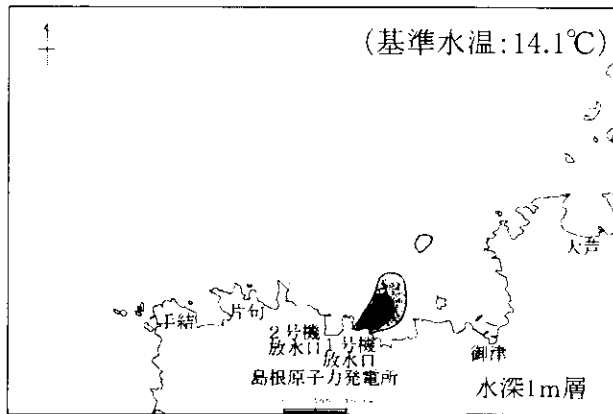 (基準水温:14.1℃)
大芦
手結
片句
2号機
放水口
1号機
放水口
御津
島根原子力発電所
水深1m層